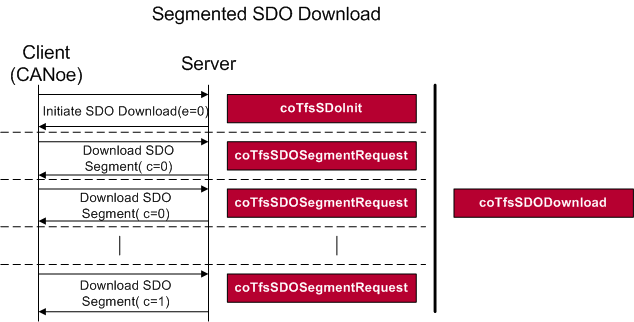 Segmented SDO Download
Client
(CANoe)
Server
Initiate SDO Download(e=0)
coTfsSDoInit
Download SDO
Segment( c=0)
coTfsSDOSegmentRequest
Download SDO
Segment( c=0)
coTfsSDOSegmentRequest
coTfsSDODownload
Download SDO
Segment( c=1)
coTfsSDOSegmentRequest